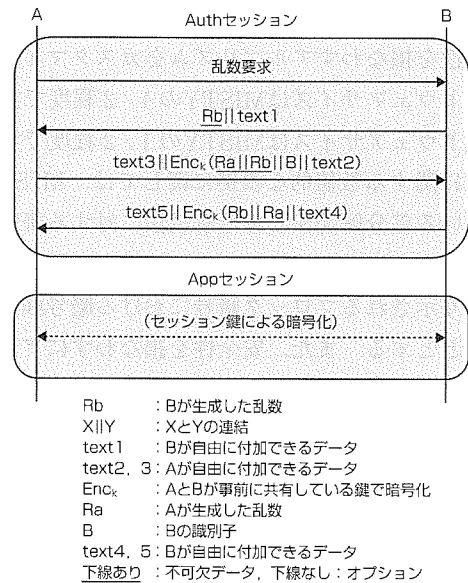 A
B
Authセッション
乱数要求
Rb||text1
text3||Enck(Ra||Rb||B||text2)
text5||Enck(Rb||Ra||text4)
Appセッション
(セッション鍵による暗号化)
Rb :Bが生成した乱数
X||Y :XとYの連結
text1 :Bが自由に付加できるデータ
text2, 3:Aが自由に付加できるデータ
Enck :AとBが事前に共有している鍵で暗号化
Ra :Aが生成した乱数
B :Bの識別子
text4, 5:Bが自由に付加できるデータ
下線あり :不可欠データ,下線なし:オプション